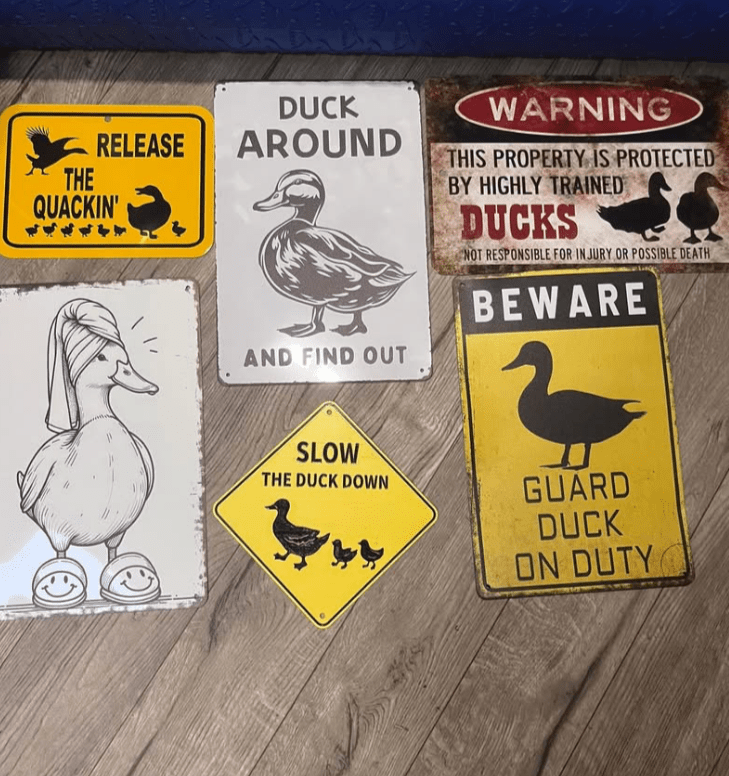 RELEASE
THE
QUACKIN'
DUCK
AROUND
AND FIND OUT
WARNING
THIS PROPERTY IS PROTECTED
BY HIGHLY TRAINED
DUCKS
NOT RESPONSIBLE FOR INJURY OR POSSIBLE DEATH
SLOW
THE DUCK DOWN
BEWARE
GUARD
DUCK
ON DUTY